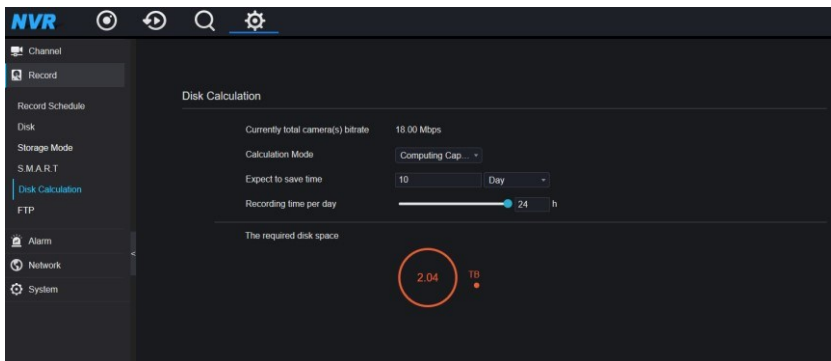 NVR
Channel
Record
Record Schedule
Disk
Storage Mode
S.M.A.R.T
Disk Calculation
FTP
Alarm
Network
System
Disk Calculation
Currently total camera(s) bitrate 18.00 Mbps
Calculation Mode Computing Cap...
Expect to save time 10 Day
Recording time per day 24 h
The required disk space
2.04 TB
<